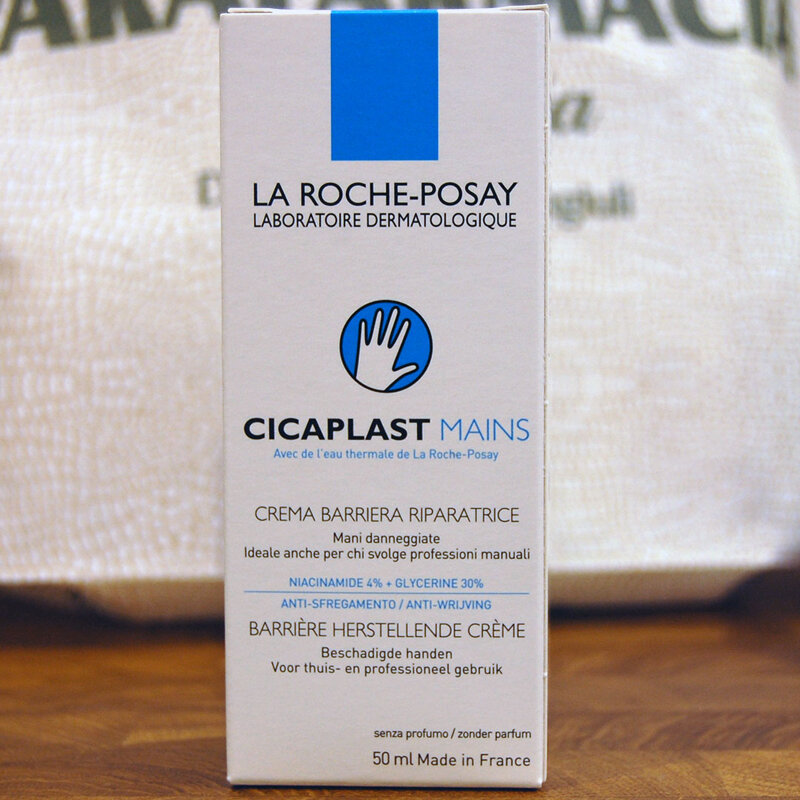 LA ROCHE-POSAY
LABORATOIRE DERMATOLOGIQUE
CICAPLAST MAINS
Avec de l'eau thermale de La Roche-Posay
CREMA BARRIERA RIPARATRICE
Mani danneggiate
Ideale anche per chi svolge professioni manuali
NIACINAMIDE 4% + GLYCERINE 30%
ANTI-SFREGAMENTO / ANTI-WRIJVING
BARRIÈRE HERSTELLENDE CRÈME
Beschadigde handen
Voor thuis- en professioneel gebruik
senza profumo / zonder parfum
50 ml Made in France